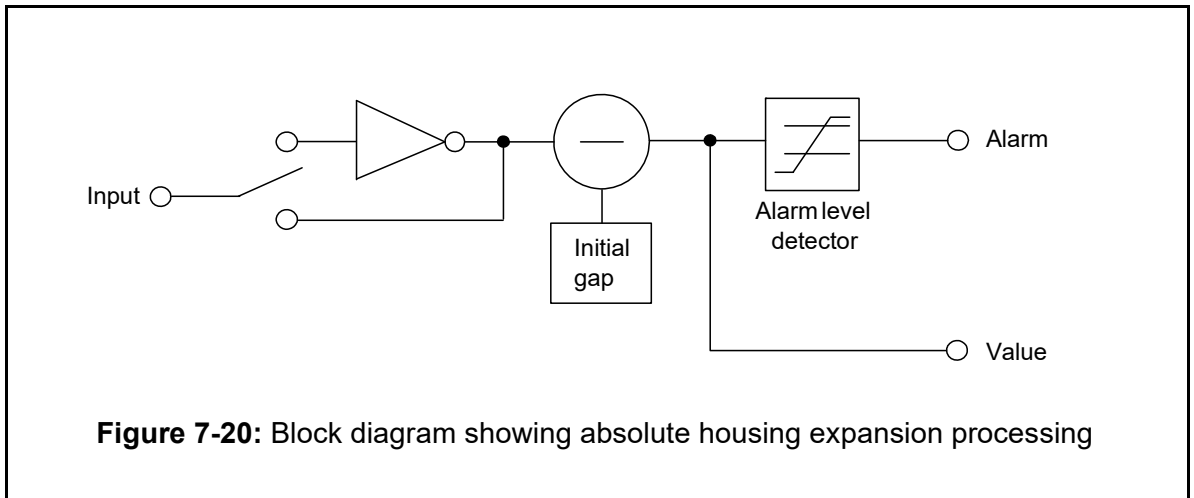 Input
Initial
gap
Alarm level
detector
Alarm
Value
Figure 7-20: Block diagram showing absolute housing expansion processing